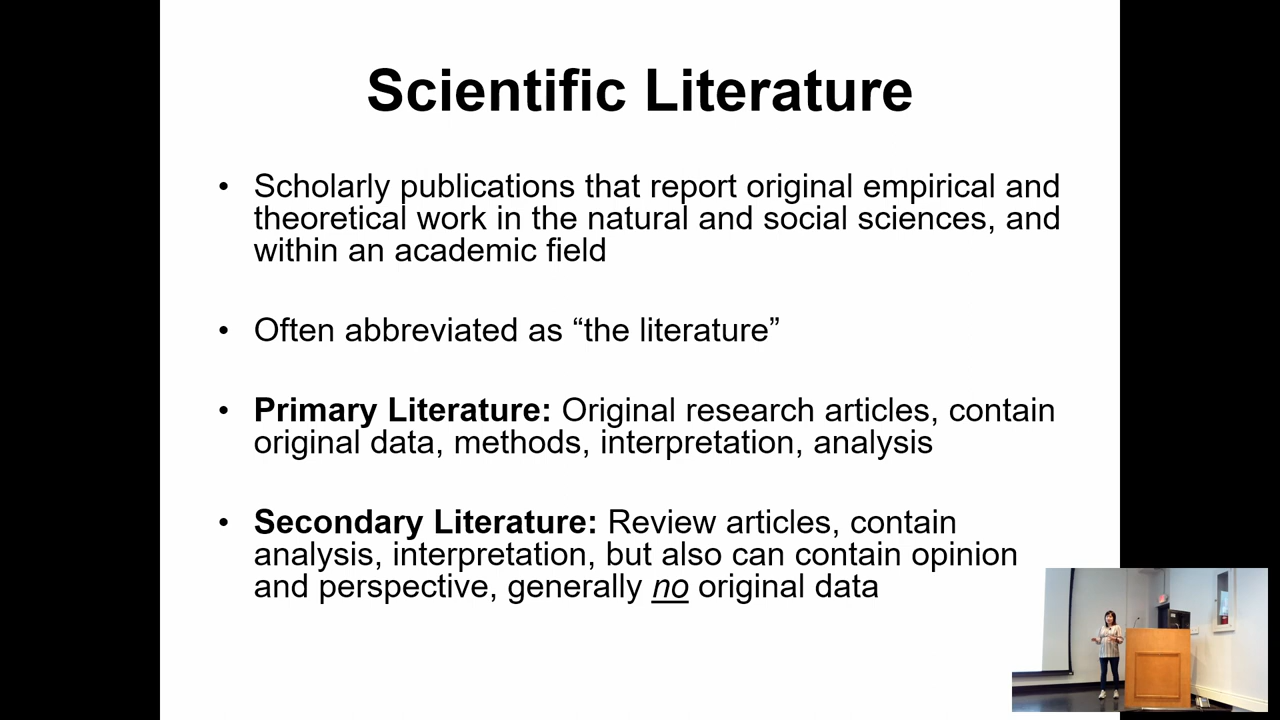 Scientific Literature
• Scholarly publications that report original empirical and
theoretical work in the natural and social sciences, and
within an academic field
• Often abbreviated as “the literature”
• Primary Literature: Original research articles, contain
original data, methods, interpretation, analysis
• Secondary Literature: Review articles, contain
analysis, interpretation, but also can contain opinion
and perspective, generally no original data